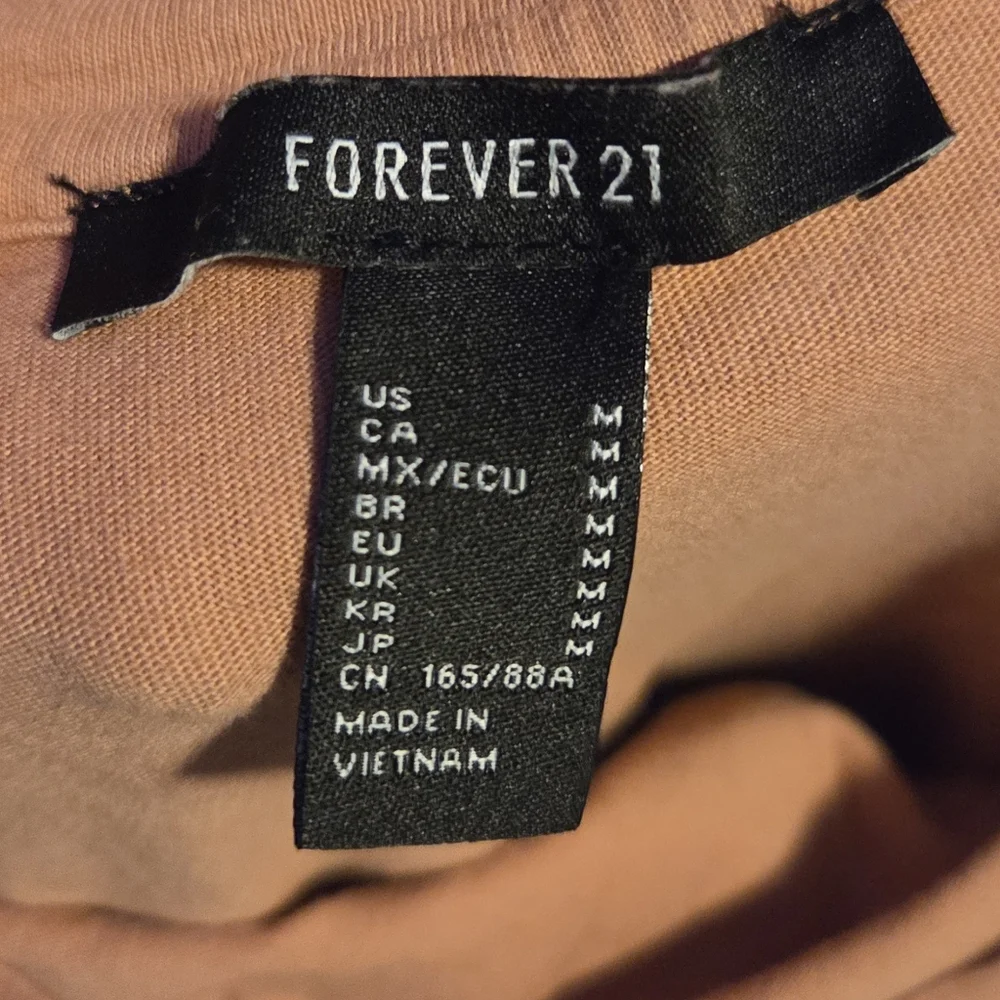 FOREVER 21
US M
CA M
MX/ECU M
BR M
EU M
UK M
KR M
JP M
CN 165/88A
MADE IN
VIETNAM